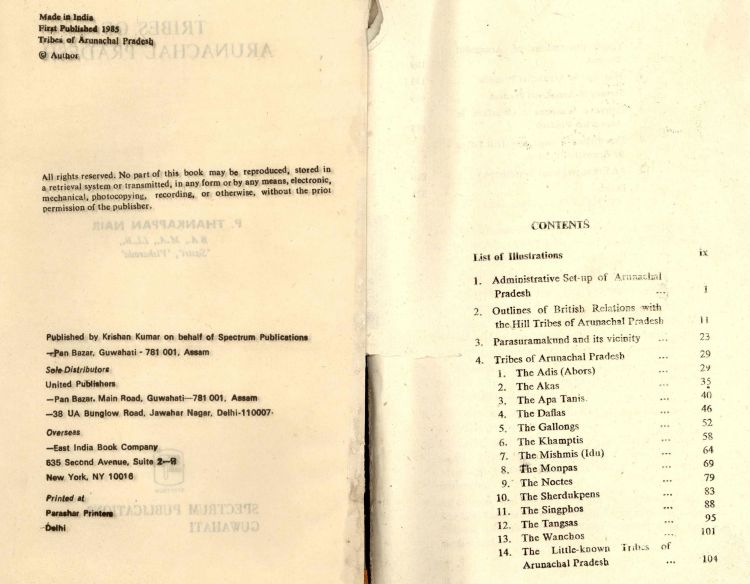 Made in India
First Published 1985
Tribes of Arunachal Pradesh
© Author
All rights reserved. No part of this book may be reproduced, stored in
a retrieval system or transmitted, in any form or by any means, electronic,
mechanical, photocopying, recording, or otherwise, without the priot
permission of the publisher.
Published by Krishan Kumar on behalf of Spectrum Publications
—Pan Bazar, Guwahati - 781 001, Assam
Sole Distributors
United Publishers
—Pan Bazar, Main Road, Guwahati—781 001, Assam
—38 UA Bunglow Road, Jawahar Nagar, Delhi-110007·
Overseas
—East India Book Company
635 Second Avenue, Suite 2—B
New York, NY 10016
Printed at
Parashar Printers
Delhi
CONTENTS
List of Illustrations ix
1. Administrative Set-up of Arunachal
Pradesh ... 1
2. Outlines of British Relations with
the Hill Tribes of Arunachal Pradesh 11
3. Parasuramakund and its vicinity ... 23
4. Tribes of Arunachal Pradesh ... 29
1. The Adis (Abors) ... 29
2. The Akas ... 35
3. The Apa Tanis. ... 40
4. The Daflas ... 46
5. The Gallongs ... 52
6. The Khamptis ... 58
7. The Mishmis (Idu) ... 64
8. The Monpas ... 69
9. The Noctes ... 79
10. The Sherdukpens ... 83
11. The Singphos ... 88
12. The Tangsas ... 95
13. The Wanchos ... 101
14. The Little-known Tribes of
Arunachal Pradesh ... 104